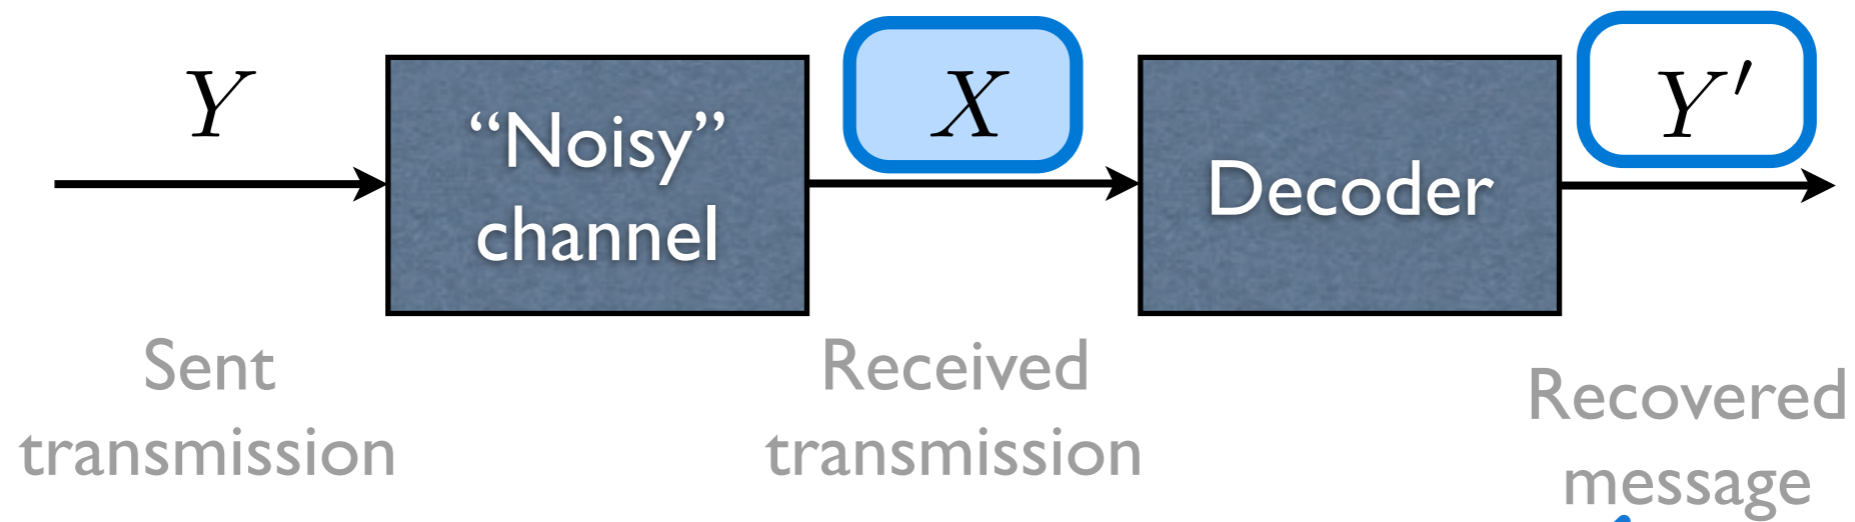 Y
“Noisy”
channel
X
Decoder
Y′
Sent
transmission
Received
transmission
Recovered
message